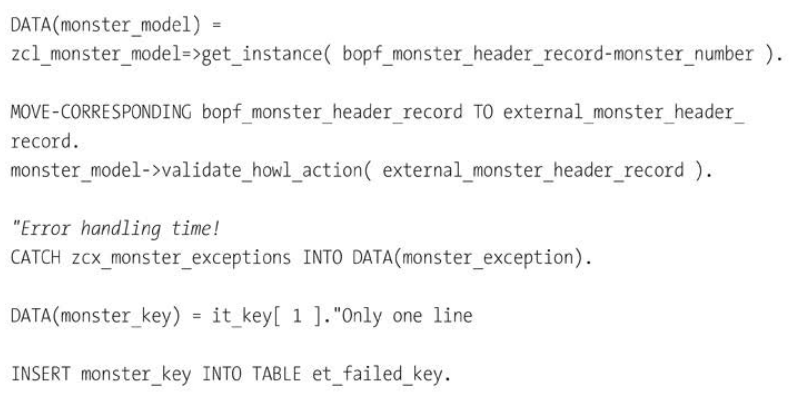 DATA(monster_model) =
zcl_monster_model=>get_instance( bopf_monster_header_record-monster_number ).
MOVE-CORRESPONDING bopf_monster_header_record TO external_monster_header_
record.
monster_model->validate_howl_action( external_monster_header_record ).
"Error handling time!
CATCH zcx_monster_exceptions INTO DATA(monster_exception).
DATA(monster_key) = it_key[ 1 ]."Only one line
INSERT monster_key INTO TABLE et_failed_key.